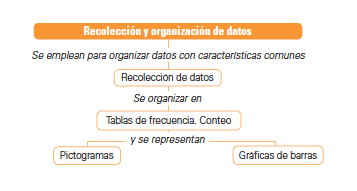 Recolección y organización de datos
Se emplean para organizar datos con características comunes
Recolección de datos
Se organizar en
Tablas de frecuencia. Conteo
y se representan
Pictogramas
Gráficas de barras